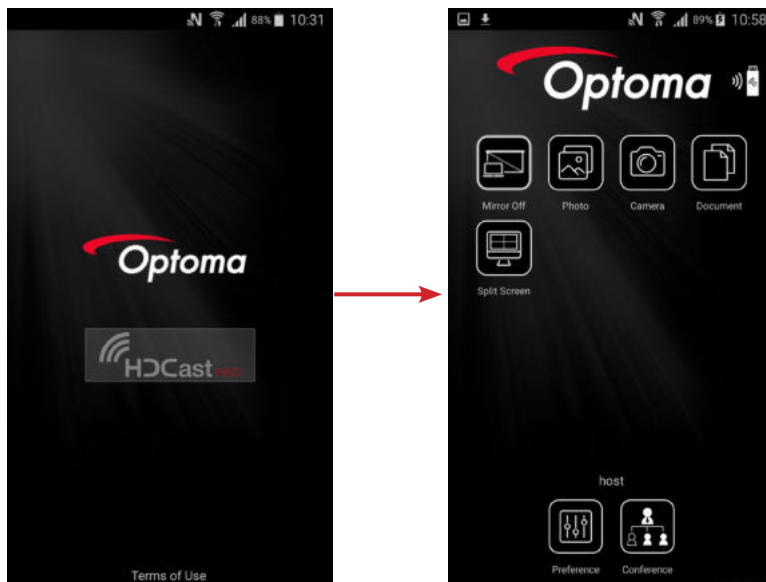 88% 10:31
Optoma
HDCast PRO
Terms of Use
89% 10:58
Optoma
Mirror Off Photo Camera Document
Split Screen
host
Preference Conference